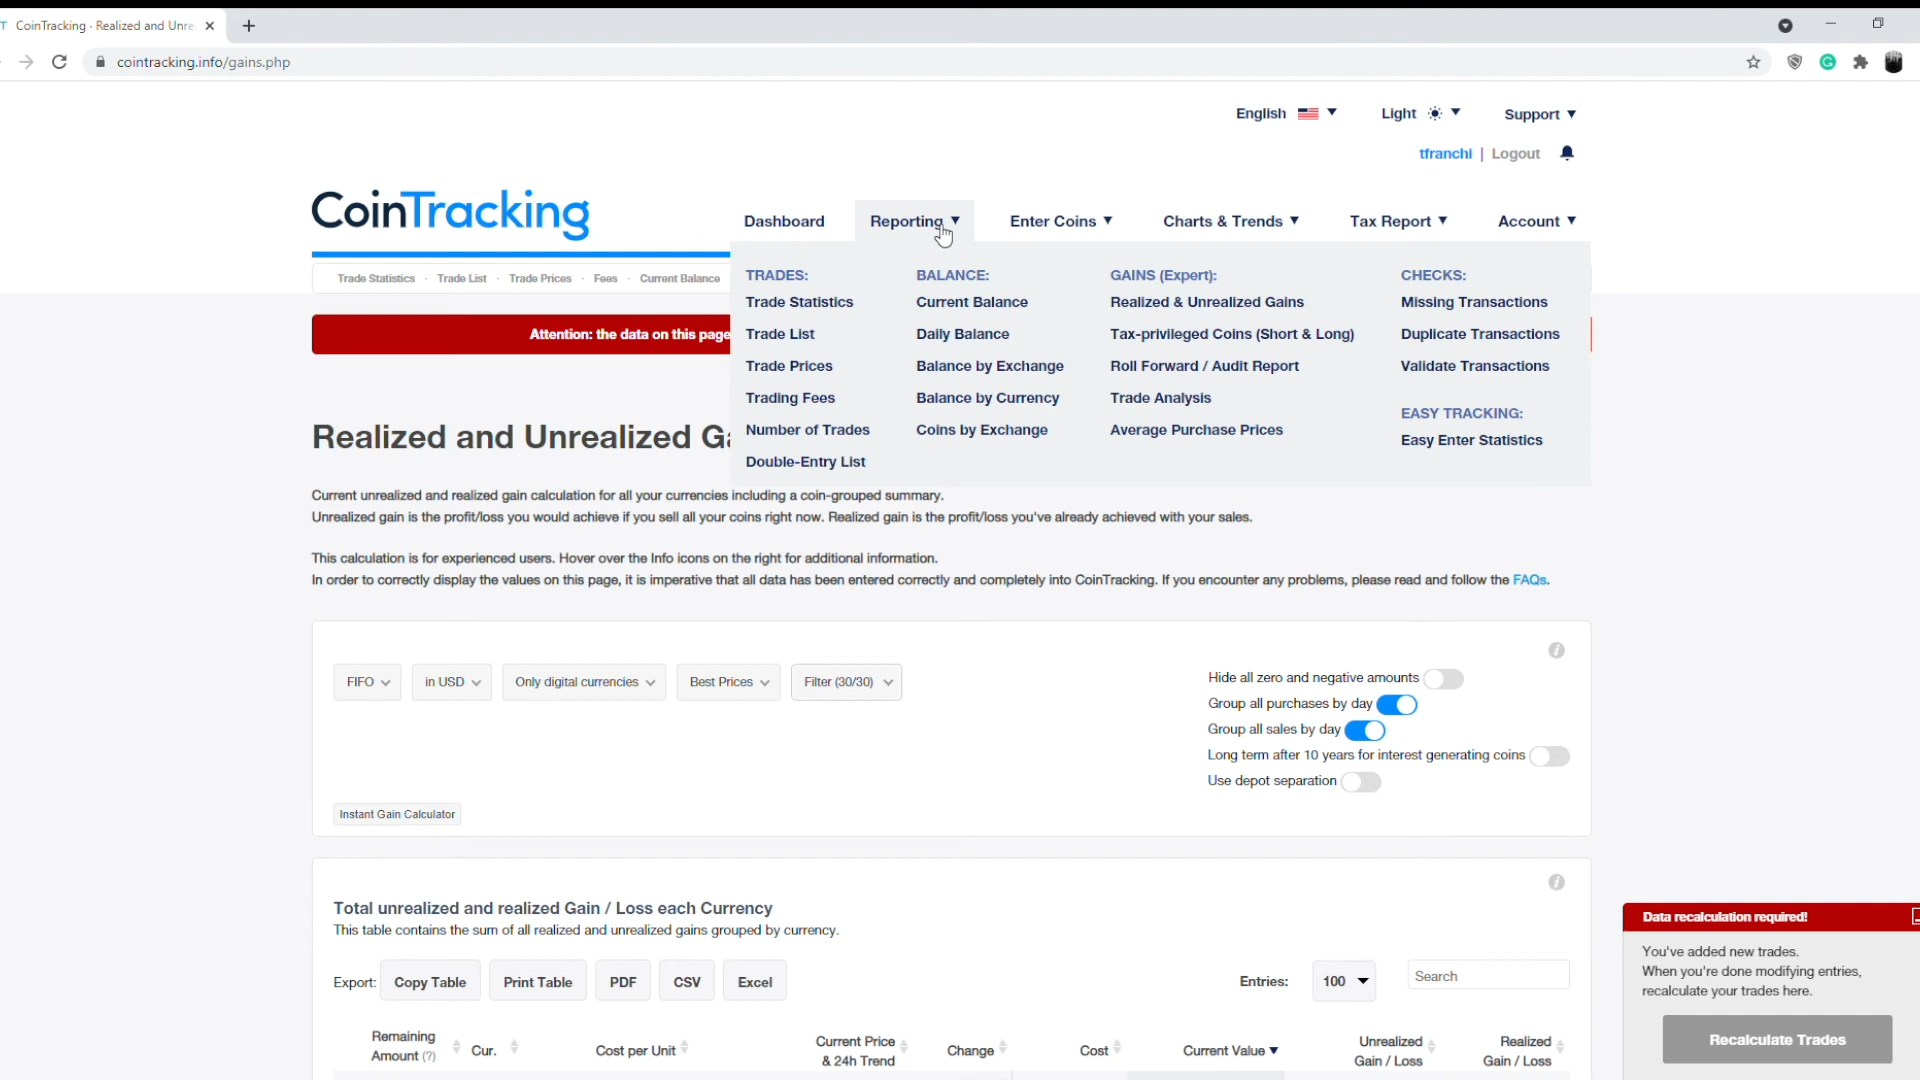 CoinTracking · Realized and Unre
cointracking.info/gains.php
English
Light
Support
tfranchi | Logout
CoinTracking
Dashboard
Reporting
Enter Coins
Charts & Trends
Tax Report
Account
Trade Statistics · Trade List · Trade Prices · Fees · Current Balance
TRADES:
Trade Statistics
Trade List
Trade Prices
Trading Fees
Number of Trades
Double-Entry List
BALANCE:
Current Balance
Daily Balance
Balance by Exchange
Balance by Currency
Coins by Exchange
GAINS (Expert):
Realized & Unrealized Gains
Tax-privileged Coins (Short & Long)
Roll Forward / Audit Report
Trade Analysis
Average Purchase Prices
CHECKS:
Missing Transactions
Duplicate Transactions
Validate Transactions
EASY TRACKING:
Easy Enter Statistics
Attention: the data on this page
Realized and Unrealized Ga
Current unrealized and realized gain calculation for all your currencies including a coin-grouped summary.
Unrealized gain is the profit/loss you would achieve if you sell all your coins right now. Realized gain is the profit/loss you've already achieved with your sales.
This calculation is for experienced users. Hover over the Info icons on the right for additional information.
In order to correctly display the values on this page, it is imperative that all data has been entered correctly and completely into CoinTracking. If you encounter any problems, please read and follow the FAQs.
FIFO
in USD
Only digital currencies
Best Prices
Filter (30/30)
Hide all zero and negative amounts
Group all purchases by day
Group all sales by day
Long term after 10 years for interest generating coins
Use depot separation
Instant Gain Calculator
Total unrealized and realized Gain / Loss each Currency
This table contains the sum of all realized and unrealized gains grouped by currency.
Export: Copy Table Print Table PDF CSV Excel
Entries: 100
Search
Remaining
Amount (?)
Cur.
Cost per Unit
Current Price
& 24h Trend
Change
Cost
Current Value
Unrealized
Gain / Loss
Realized
Gain / Loss
Data recalculation required!
You've added new trades.
When you're done modifying entries,
recalculate your trades here.
Recalculate Trades